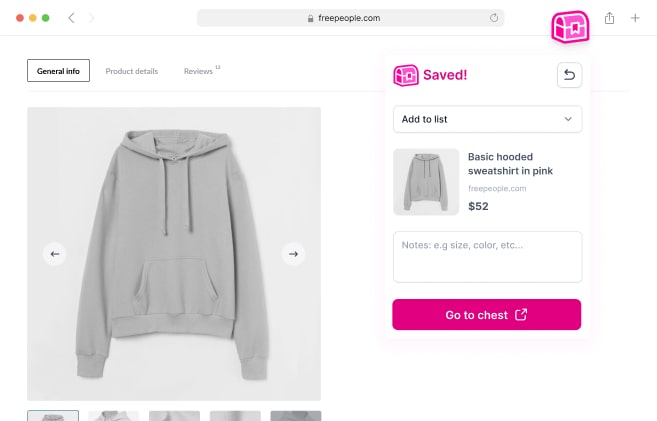 freepeople.com
General info
Product details
Reviews 12
Saved!
Add to list
Basic hooded
sweatshirt in pink
freepeople.com
$52
Notes: e.g size, color, etc...
Go to chest